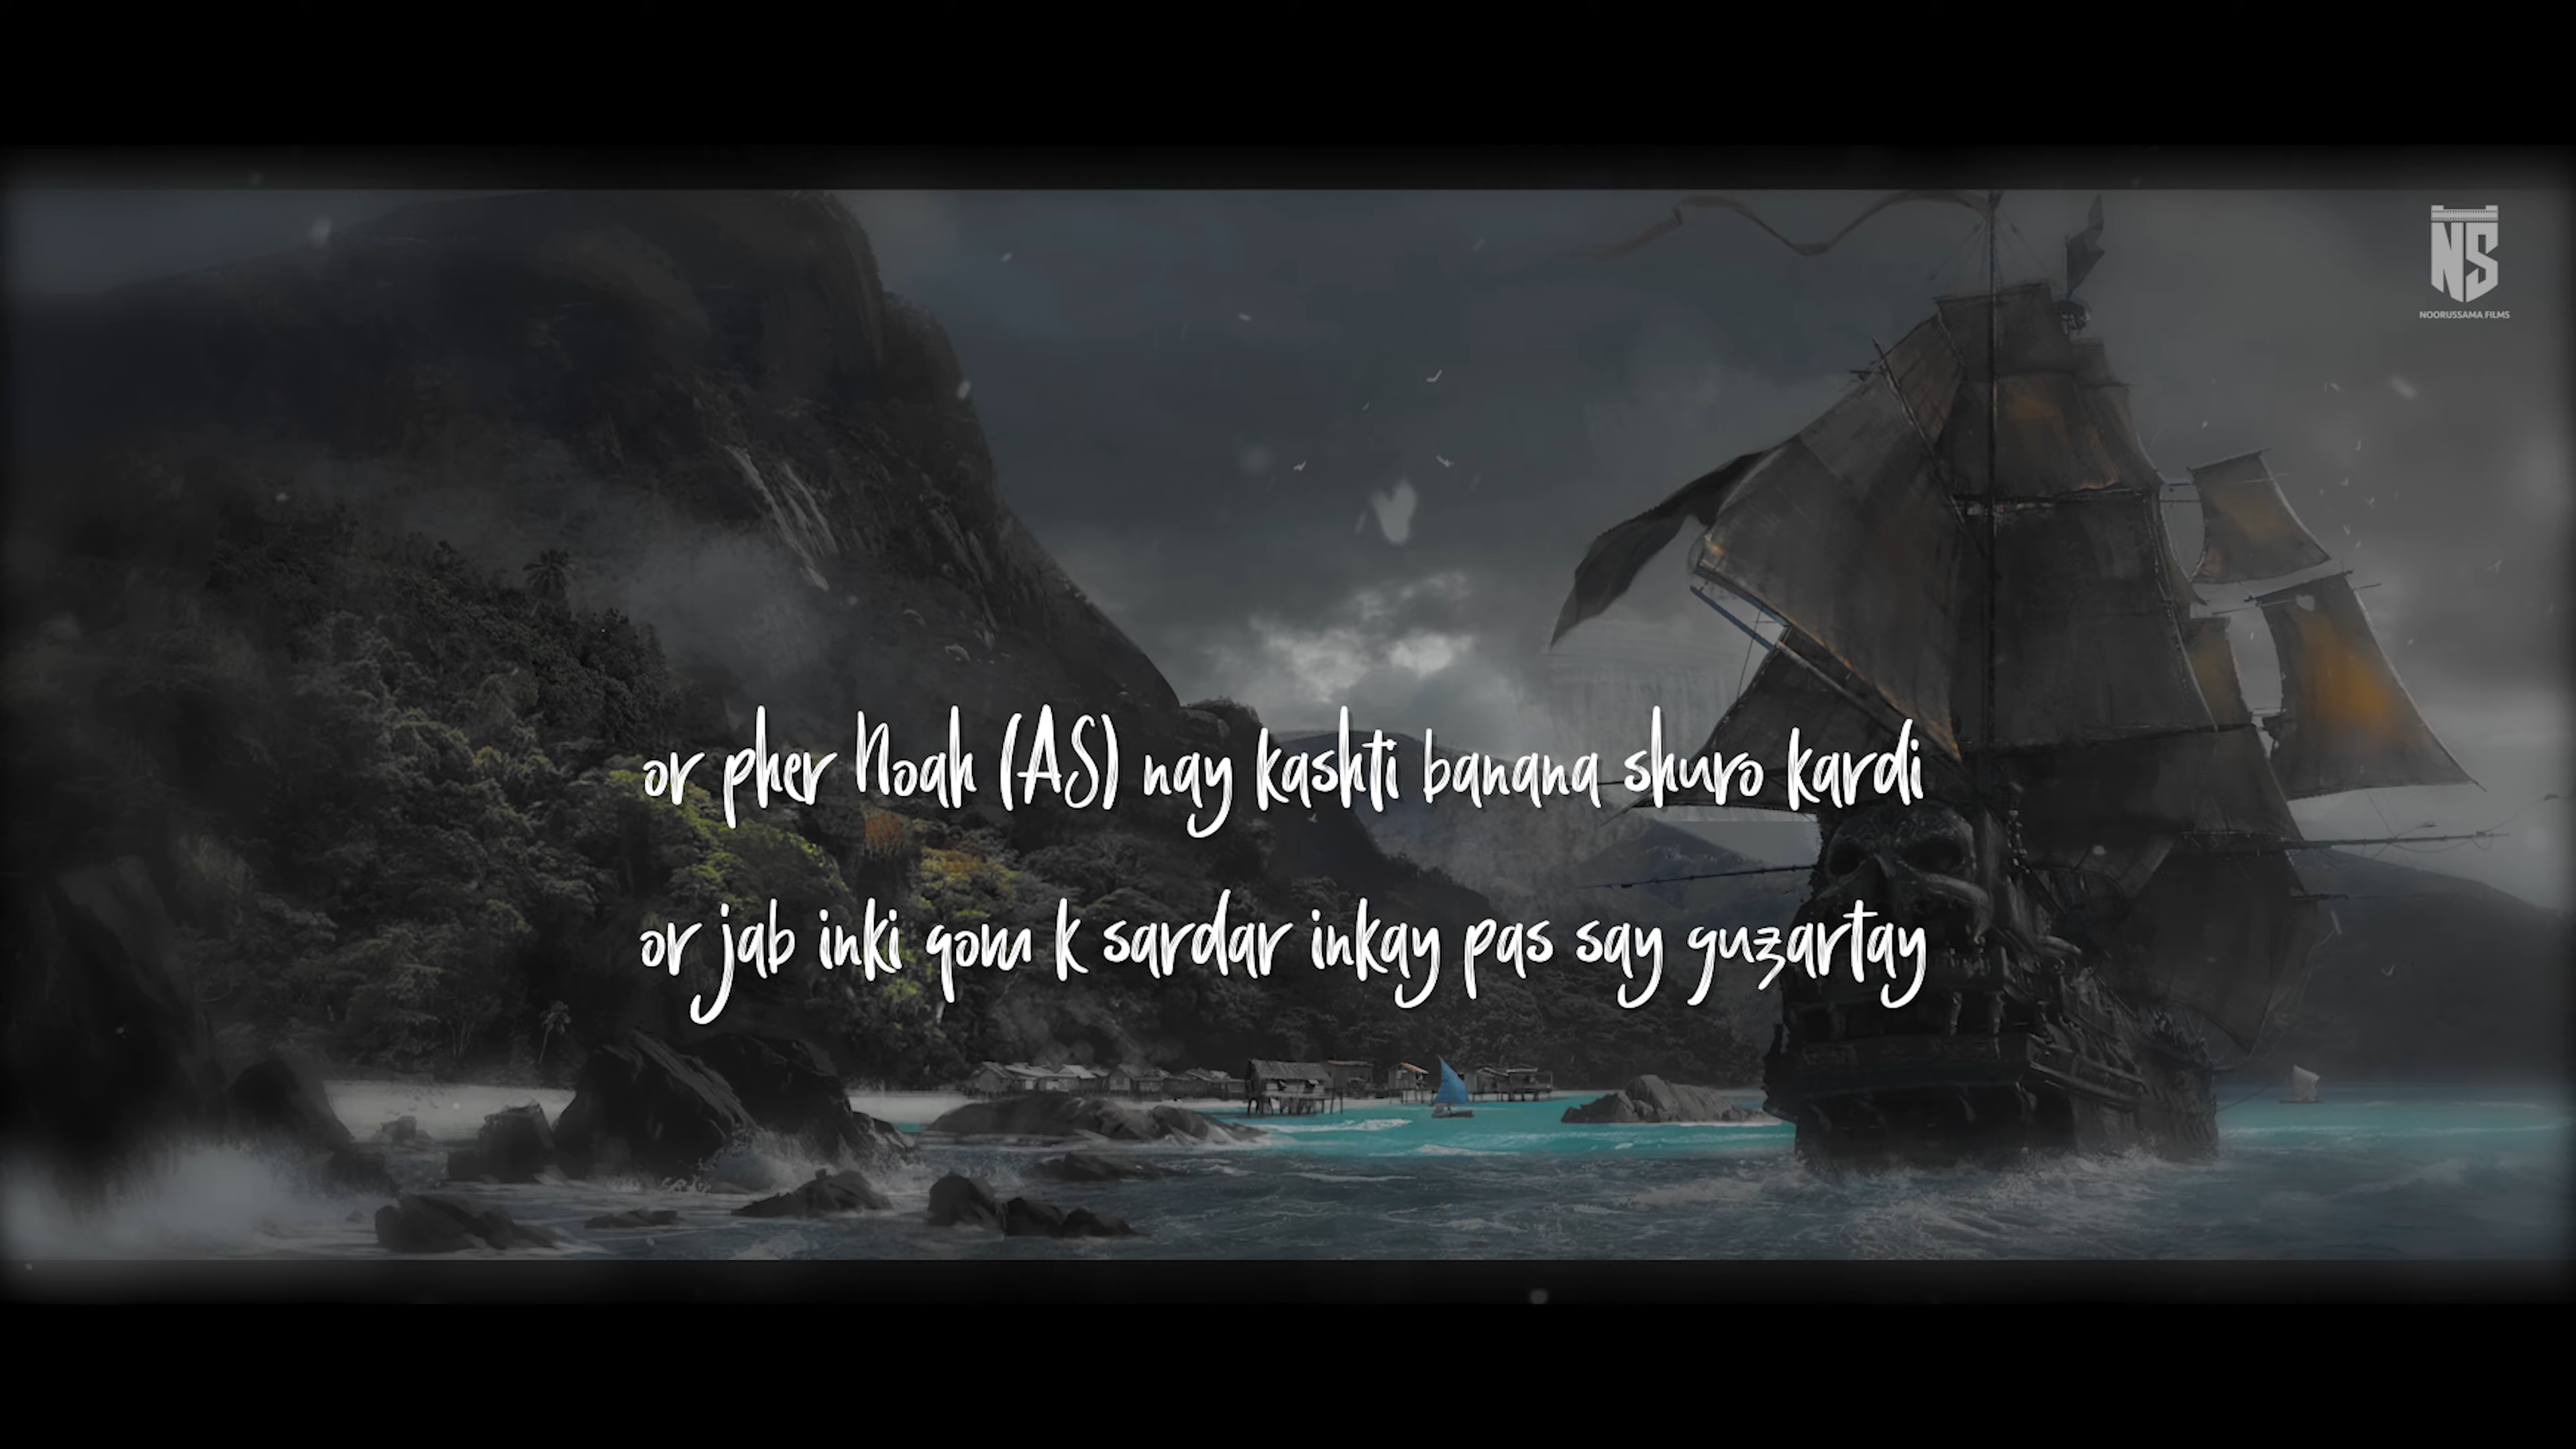 NS
NOORUSSAMA FILMS
or pher Noah (AS) nay kashti banana shuro kardi
or jab inki qom k sardar inkay pas say guzartay